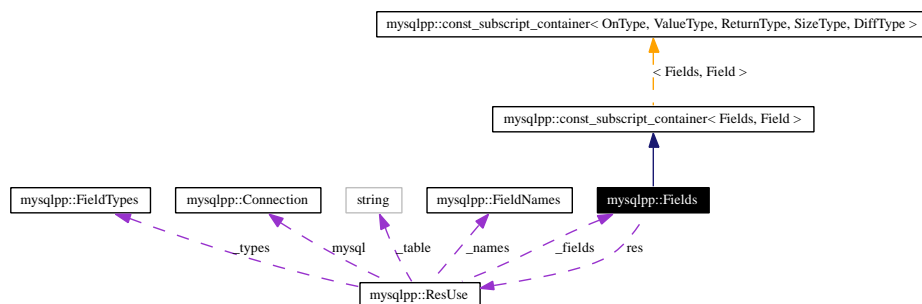 mysqlpp::const_subscript_container< OnType, ValueType, ReturnType, SizeType, DiffType >
< Fields, Field >
mysqlpp::const_subscript_container< Fields, Field >
mysqlpp::FieldTypes
mysqlpp::Connection
string
mysqlpp::FieldNames
mysqlpp::Fields
_types
mysql
_table
_names
_fields
res
mysqlpp::ResUse